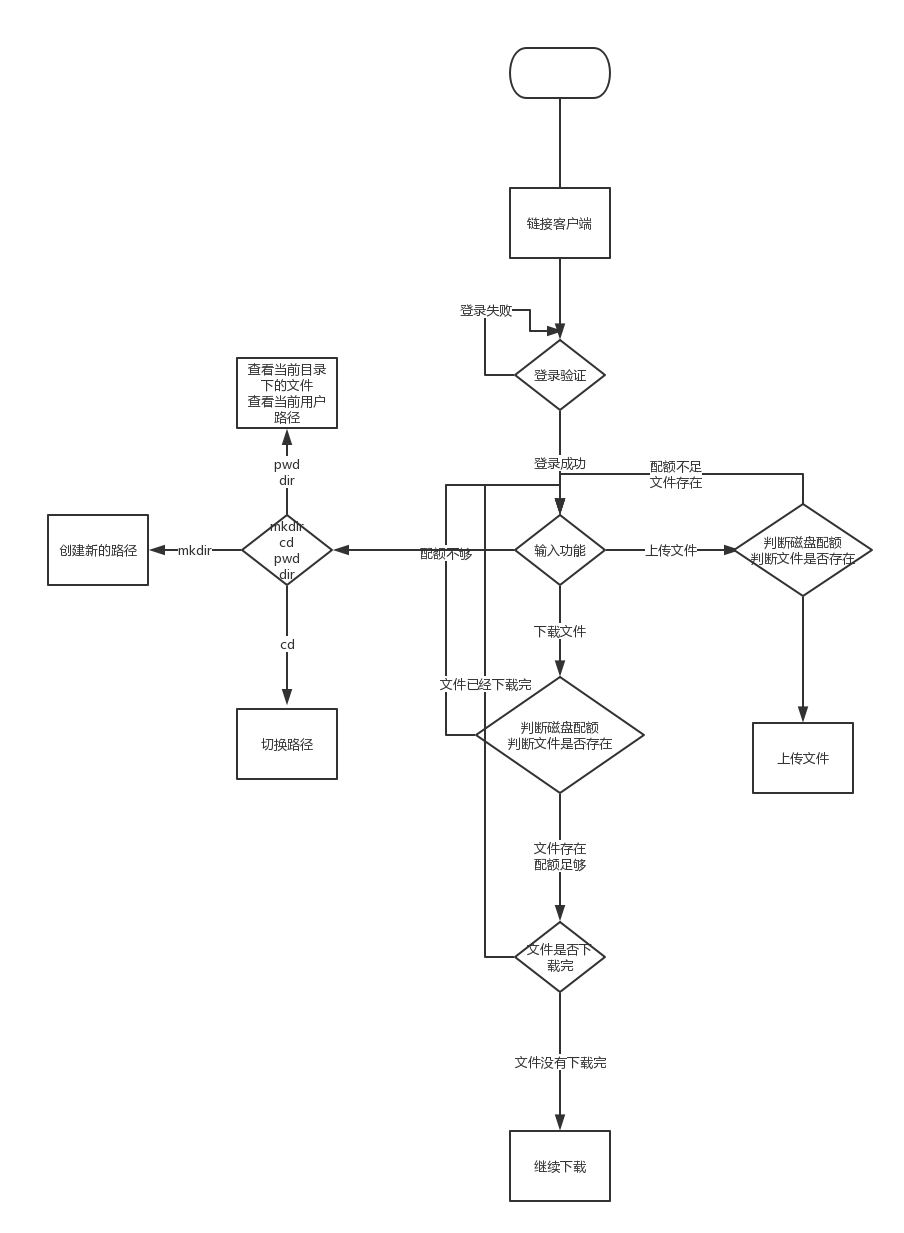 链接客户端
登录失败
登录验证
查看当前目录
下的文件
查看当前用户
路径
登录成功
pwd
dir
配额不足
文件存在
创建新的路径
mkdir
mkdir
cd
pwd
dir
配额不够
输入功能
上传文件
判断磁盘配额
判断文件是否存在
下载文件
cd
文件已经下载完
切换路径
判断磁盘配额
判断文件是否存在
上传文件
文件存在
配额足够
文件是否下
载完
文件没有下载完
继续下载